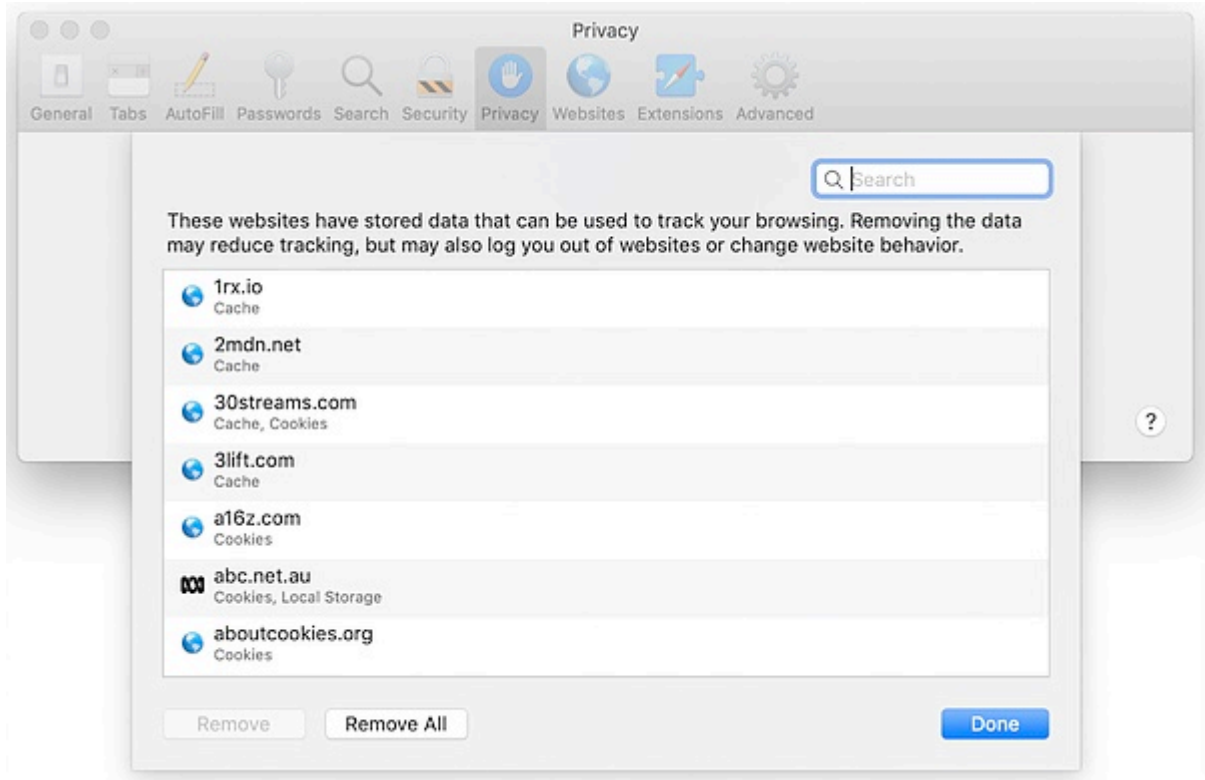 Privacy
General Tabs AutoFill Passwords Search Security Privacy Websites Extensions Advanced
Search
These websites have stored data that can be used to track your browsing. Removing the data
may reduce tracking, but may also log you out of websites or change website behavior.
1rx.io
Cache
2mdn.net
Cache
30streams.com
Cache, Cookies
3lift.com
Cache
a16z.com
Cookies
abc.net.au
Cookies, Local Storage
aboutcookies.org
Cookies
?
Remove Remove All Done